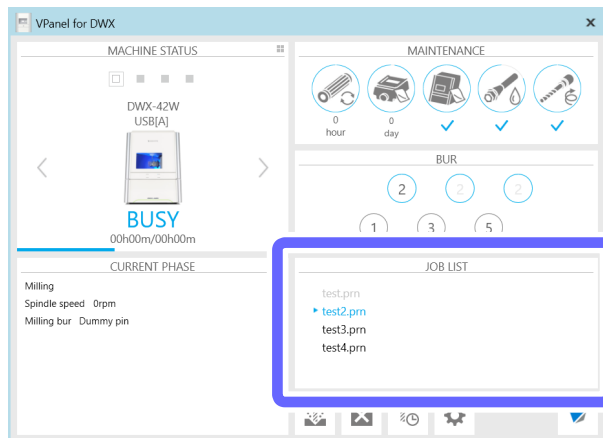 VPanel for DWX
MACHINE STATUS
DWX-42W
USB[A]
BUSY
00h00m/00h00m
MAINTENANCE
0
hour
0
day
BUR
2 2 2
1 3 5
CURRENT PHASE
Milling
Spindle speed 0rpm
Milling bur Dummy pin
JOB LIST
test.prn
test2.prn
test3.prn
test4.prn